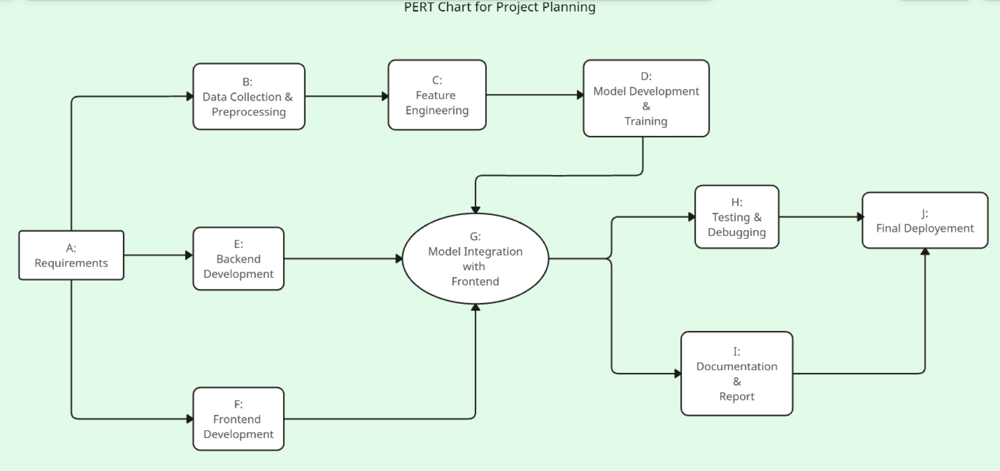 PERT Chart for Project Planning
B:
Data Collection &
Preprocessing
C:
Feature
Engineering
D:
Model Development
&
Training
A:
Requirements
E:
Backend
Development
F:
Frontend
Development
G:
Model Integration
with
Frontend
H:
Testing &
Debugging
I:
Documentation
&
Report
J:
Final Deployement